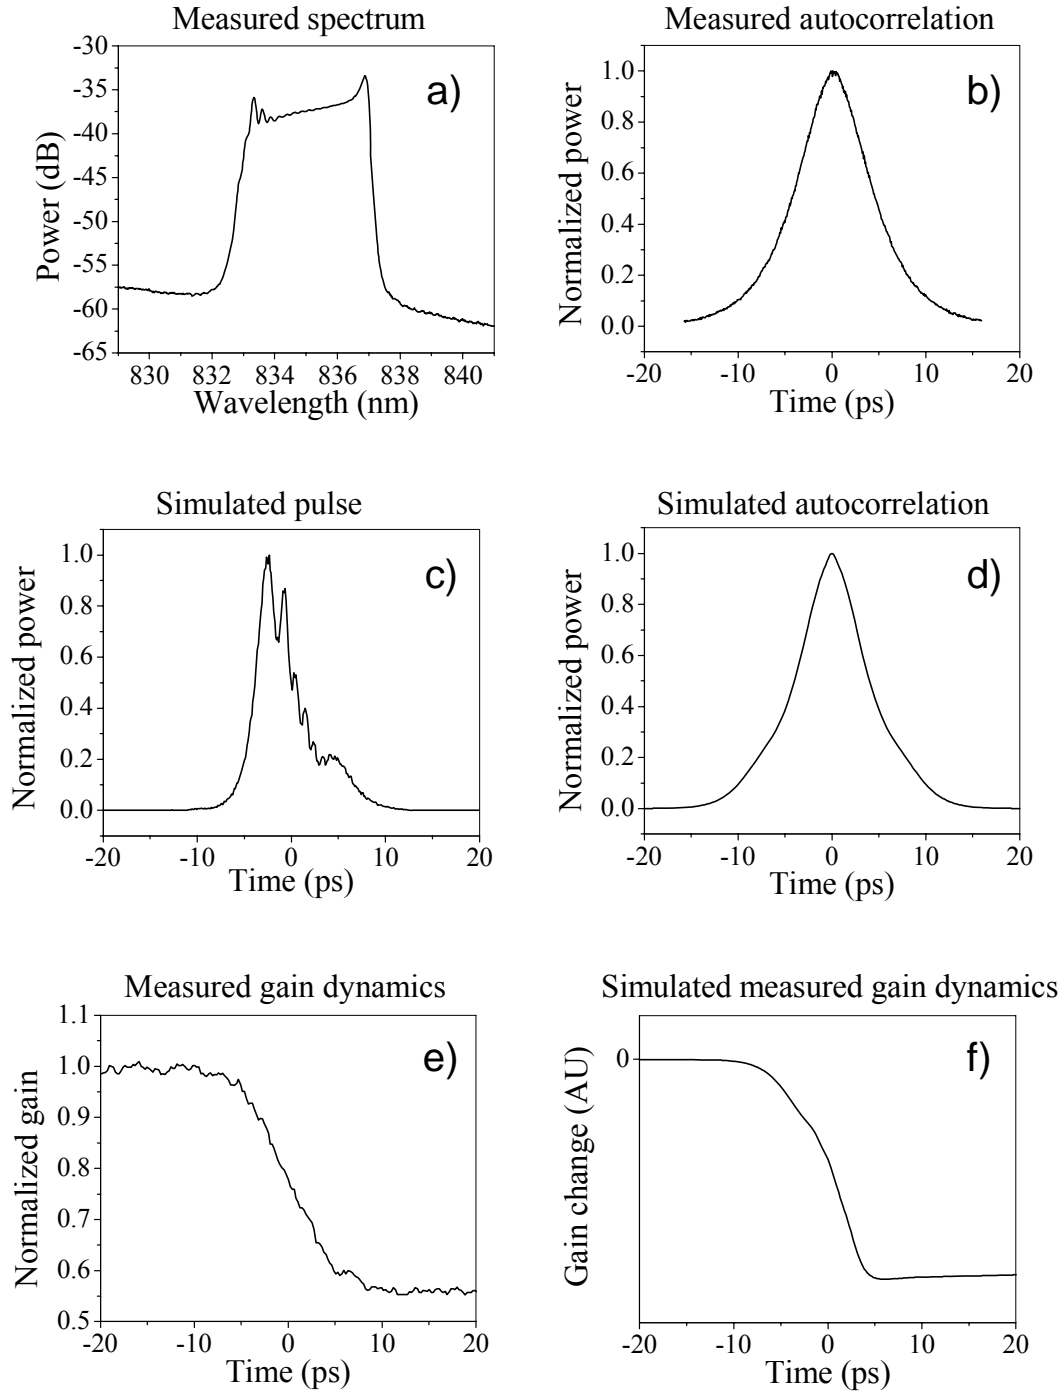 Measured spectrum
a)
-30
-35
-40
-45
-50
-55
-60
-65
Power (dB)
830 832 834 836 838 840
Wavelength (nm)
Measured autocorrelation
b)
1.0
0.8
0.6
0.4
0.2
0.0
Normalized power
-20 -10 0 10 20
Time (ps)
Simulated pulse
c)
1.0
0.8
0.6
0.4
0.2
0.0
Normalized power
-20 -10 0 10 20
Time (ps)
Simulated autocorrelation
d)
1.0
0.8
0.6
0.4
0.2
0.0
Normalized power
-20 -10 0 10 20
Time (ps)
Measured gain dynamics
e)
1.1
1.0
0.9
0.8
0.7
0.6
0.5
Normalized gain
-20 -10 0 10 20
Time (ps)
Simulated measured gain dynamics
f)
0
Gain change (AU)
-20 -10 0 10 20
Time (ps)